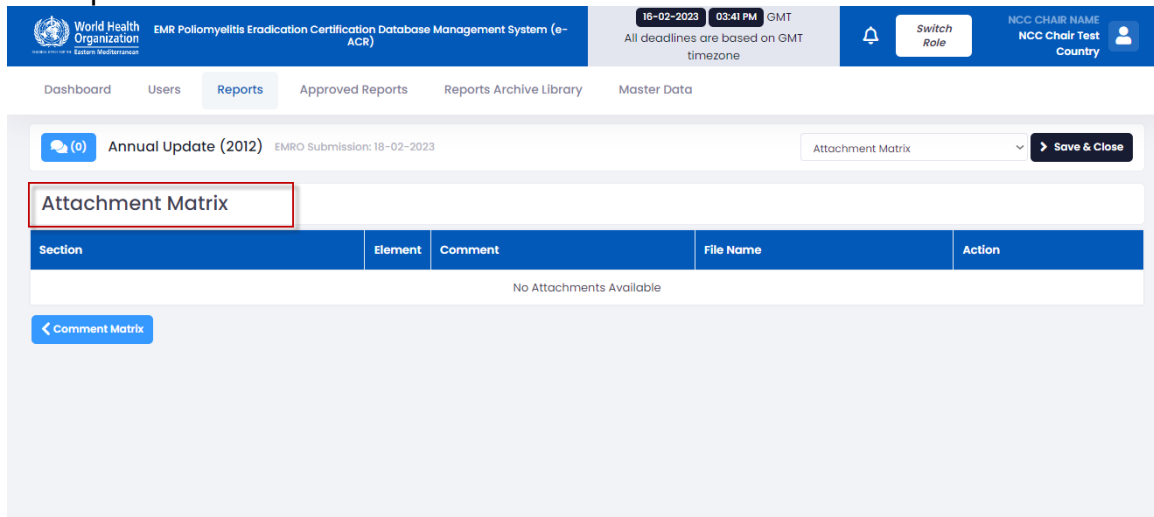 World Health
Organization
Eastern Mediterranean
EMR Poliomyelitis Eradication Certification Database Management System (e-
ACR)
16-02-2023 03:41 PM GMT
All deadlines are based on GMT
timezone
Switch
Role
NCC CHAIR NAME
NCC Chair Test
Country
Dashboard Users Reports Approved Reports Reports Archive Library Master Data
(0) Annual Update (2012) EMRO Submission: 18-02-2023
Attachment Matrix
Save & Close
Attachment Matrix
Section Element Comment File Name Action
No Attachments Available
Comment Matrix